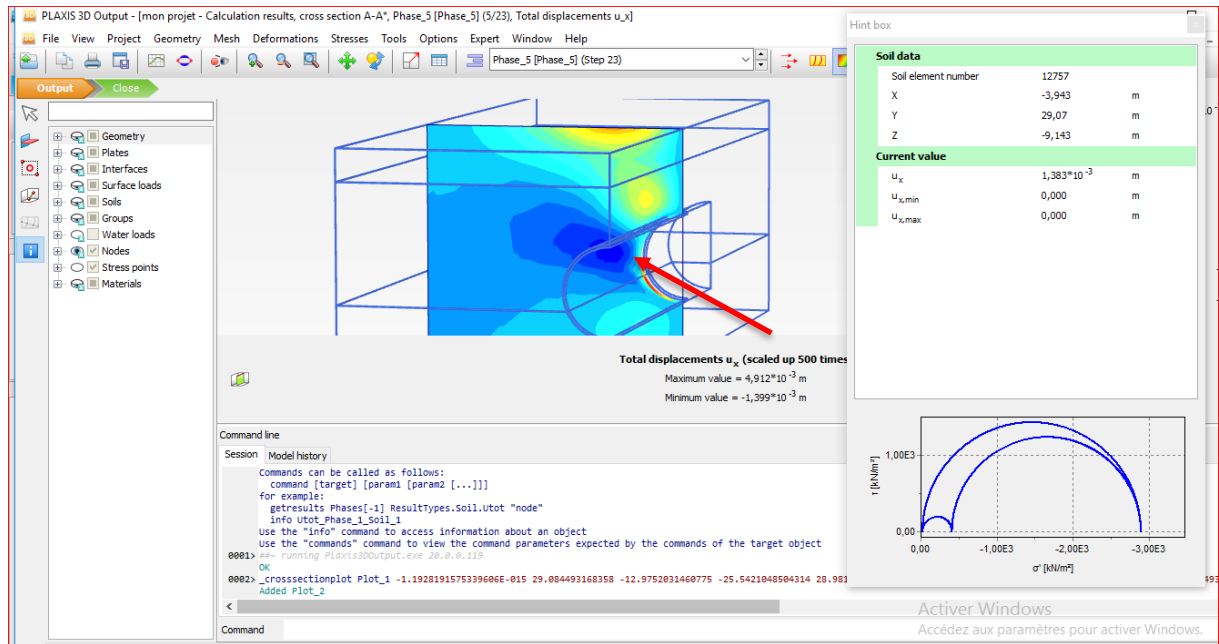 PLAXIS 3D Output - [mon projet - Calculation results, cross section A-A*, Phase_5 [Phase_5] (5/23), Total displacements u_x]
File View Project Geometry Mesh Deformations Stresses Tools Options Expert Window Help
Phase_5 [Phase_5] (Step 23)
Output Close
Geometry
Plates
Interfaces
Surface loads
Soils
Groups
Water loads
Nodes
Stress points
Materials
Total displacements u_x (scaled up 500 times
Maximum value = 4,912*10^-3 m
Minimum value = -1,399*10^-3 m
Command line
Session Model history
Commands can be called as follows:
command [target] [param1 [param2 [...]]]
for example:
getresults Phases[-1] ResultTypes.Soil.Utot "node"
info Utot_Phase_1_Soil_1
Use the "info" command to access information about an object
Use the "commands" command to view the command parameters expected by the commands of the target object
0001> ##~ running Plaxis3DOutput.exe 20.0.0.119
OK
0002> _crosssectionplot Plot_1 -1.1928191575339606E-015 29.084493168358 -12.9752031460775 -25.5421048504314 28.981
Added Plot_2
Command
Hint box
Soil data
Soil element number 12757
X -3,943 m
Y 29,07 m
Z -9,143 m
Current value
u_x 1,383*10^-3 m
u_x,min 0,000 m
u_x,max 0,000 m
τ [kN/m²]
1,00E3
0,00
0,00 -1,00E3 -2,00E3 -3,00E3
σ' [kN/m²]
Activer Windows
Accédez aux paramètres pour activer Windows.